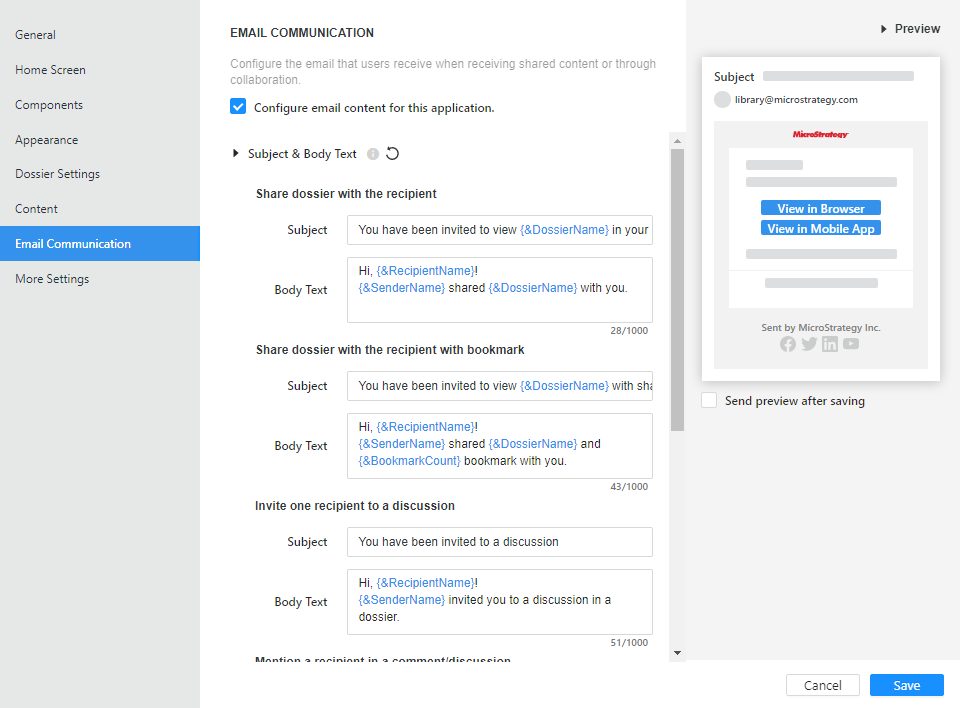 General
Home Screen
Components
Appearance
Dossier Settings
Content
Email Communication
More Settings
EMAIL COMMUNICATION
Configure the email that users receive when receiving shared content or through
collaboration.
Configure email content for this application.
Subject & Body Text
Share dossier with the recipient
Subject
You have been invited to view {&DossierName} in your
Body Text
Hi, {&RecipientName}!
{&SenderName} shared {&DossierName} with you.
28/1000
Share dossier with the recipient with bookmark
Subject
You have been invited to view {&DossierName} with sha
Body Text
Hi, {&RecipientName}!
{&SenderName} shared {&DossierName} and
{&BookmarkCount} bookmark with you.
43/1000
Invite one recipient to a discussion
Subject
You have been invited to a discussion
Body Text
Hi, {&RecipientName}!
{&SenderName} invited you to a discussion in a
dossier.
51/1000
Mention a recipient in a comment/discussion
Preview
Subject
library@microstrategy.com
MicroStrategy
View in Browser
View in Mobile App
Sent by MicroStrategy Inc.
Send preview after saving
Cancel
Save